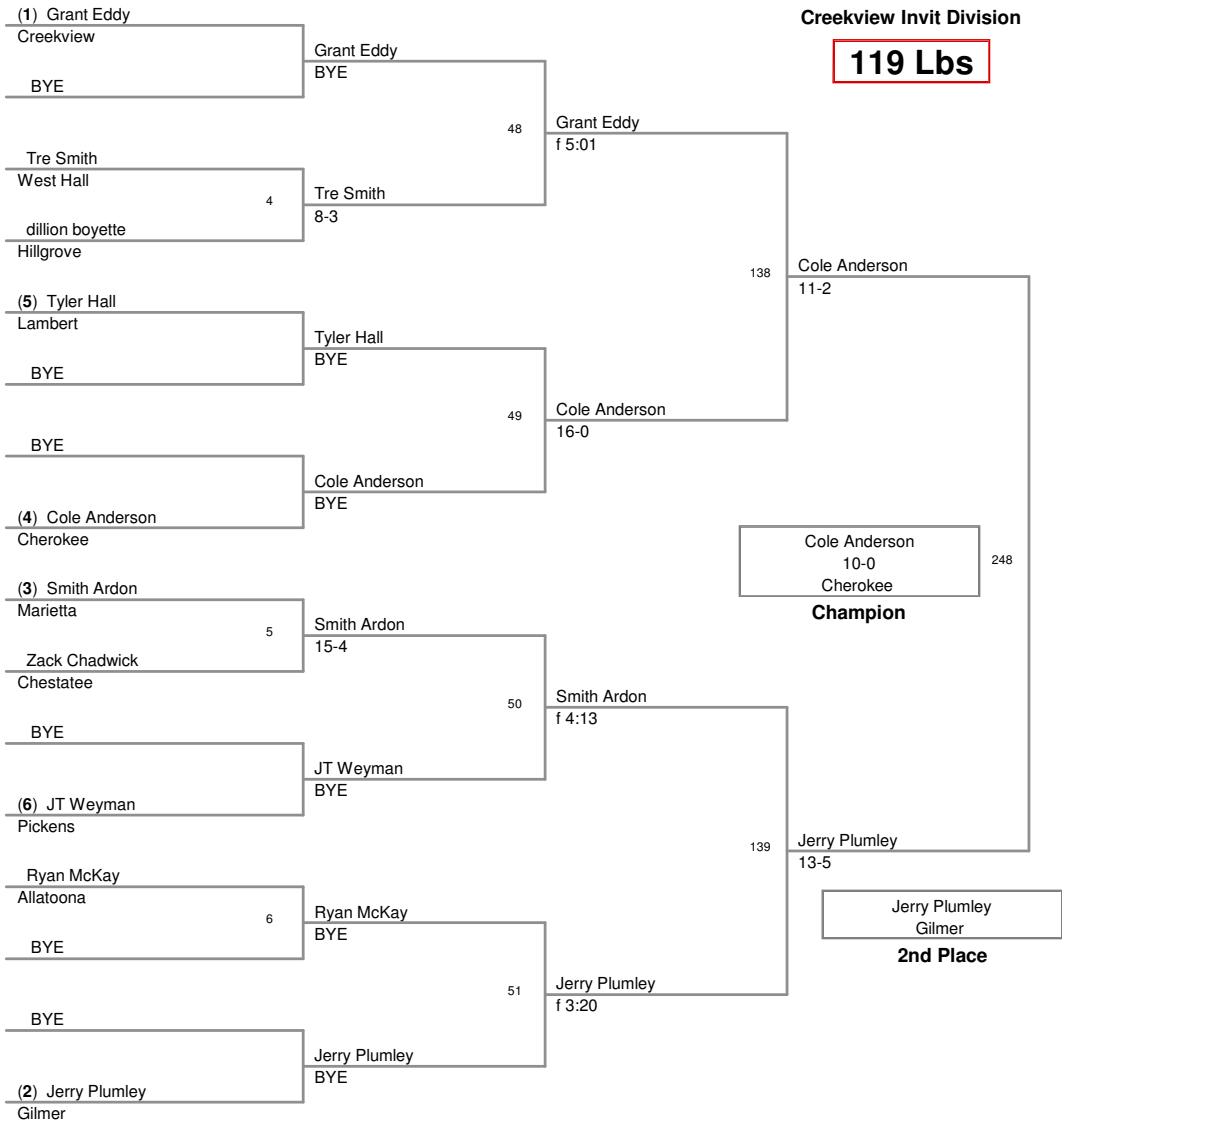 (1) Grant Eddy
Creekview
BYE
Tre Smith
West Hall
4
dillion boyette
Hillgrove
(5) Tyler Hall
Lambert
BYE
BYE
(4) Cole Anderson
Cherokee
(3) Smith Ardon
Marietta
5
Zack Chadwick
Chestatee
BYE
(6) JT Weyman
Pickens
Ryan McKay
Allatoona
6
BYE
BYE
(2) Jerry Plumley
Gilmer
Grant Eddy
BYE
48
Tre Smith
8-3
Tyler Hall
BYE
49
Cole Anderson
BYE
Smith Ardon
15-4
50
JT Weyman
BYE
Ryan McKay
BYE
51
Jerry Plumley
BYE
Grant Eddy
f 5:01
138
Cole Anderson
16-0
Smith Ardon
f 4:13
139
Jerry Plumley
f 3:20
Creekview Invit Division
119 Lbs
Cole Anderson
11-2
Cole Anderson
10-0
Cherokee
248
Champion
Jerry Plumley
13-5
Jerry Plumley
Gilmer
2nd Place